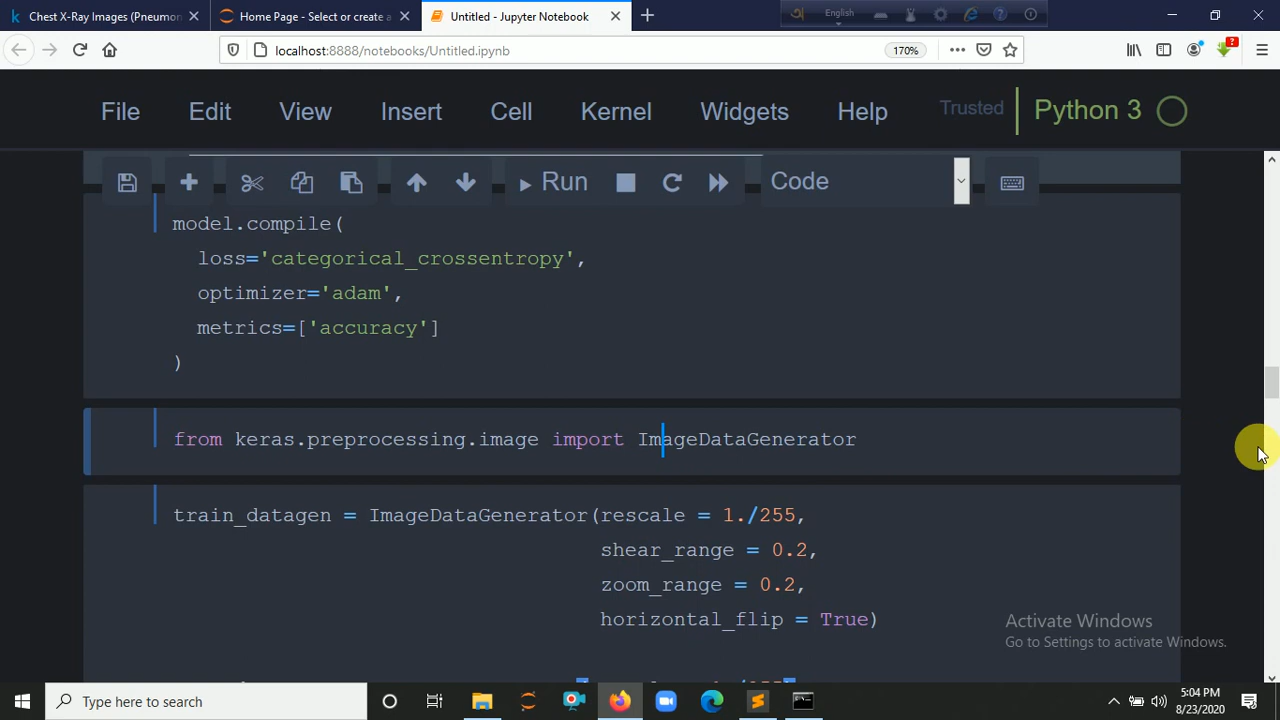 Chest X-Ray Images (Pneumoni
Home Page - Select or create a
Untitled - Jupyter Notebook
English
localhost:8888/notebooks/Untitled.ipynb
170%
File Edit View Insert Cell Kernel Widgets Help
Trusted
Python 3
Run
Code
model.compile(
loss='categorical_crossentropy',
optimizer='adam',
metrics=['accuracy']
)
from keras.preprocessing.image import ImageDataGenerator
train_datagen = ImageDataGenerator(rescale = 1./255,
shear_range = 0.2,
zoom_range = 0.2,
horizontal_flip = True)
Activate Windows
Go to Settings to activate Windows.
Type here to search
5:04 PM
8/23/2020